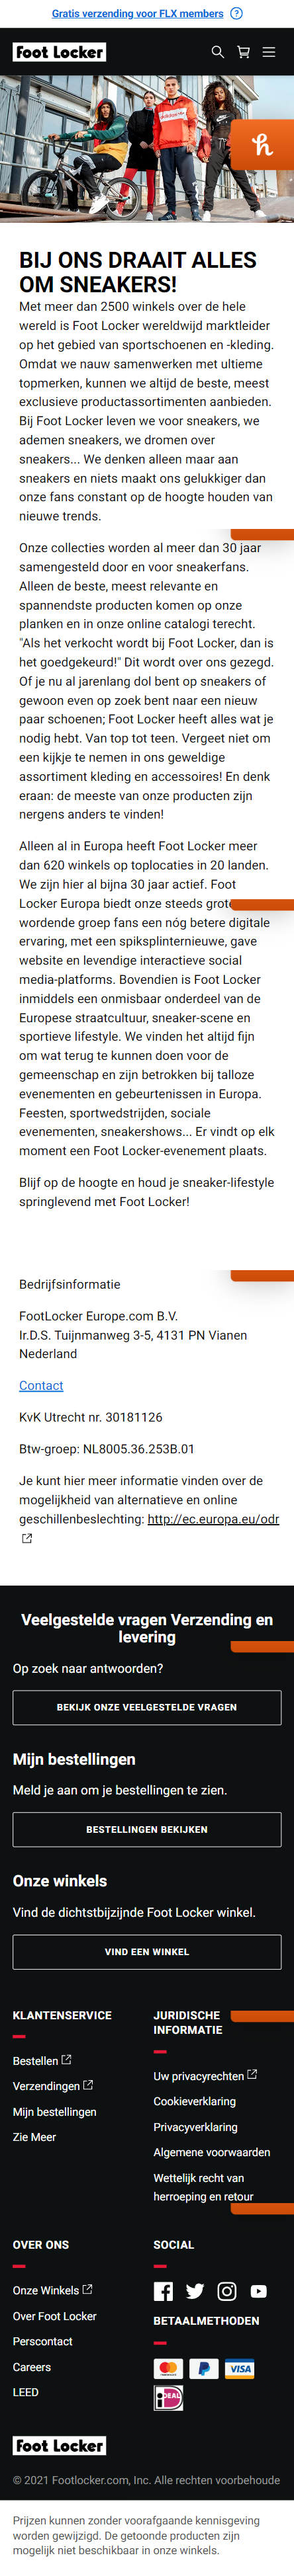 Gratis verzending voor FLX members
Foot Locker
BIJ ONS DRAAIT ALLES
OM SNEAKERS!
Met meer dan 2500 winkels over de hele
wereld is Foot Locker wereldwijd marktleider
op het gebied van sportschoenen en -kleding.
Omdat we nauw samenwerken met ultieme
topmerken, kunnen we altijd de beste, meest
exclusieve productassortimenten aanbieden.
Bij Foot Locker leven we voor sneakers, we
ademen sneakers, we dromen over
sneakers... We denken alleen maar aan
sneakers en niets maakt ons gelukkiger dan
onze fans constant op de hoogte houden van
nieuwe trends.
Onze collecties worden al meer dan 30 jaar
samengesteld door en voor sneakerfans.
Alleen de beste, meest relevante en
spannendste producten komen op onze
planken en in onze online catalogi terecht.
"Als het verkocht wordt bij Foot Locker, dan is
het goedgekeurd!" Dit wordt over ons gezegd.
Of je nu al jarenlang dol bent op sneakers of
gewoon even op zoek bent naar een nieuw
paar schoenen; Foot Locker heeft alles wat je
nodig hebt. Van top tot teen. Vergeet niet om
een kijkje te nemen in ons geweldige
assortiment kleding en accessoires! En denk
eraan: de meeste van onze producten zijn
nergens anders te vinden!
Alleen al in Europa heeft Foot Locker meer
dan 620 winkels op toplocaties in 20 landen.
We zijn hier al bijna 30 jaar actief. Foot
Locker Europa biedt onze steeds
wordende groep fans een nóg betere digitale
ervaring, met een spiksplinternieuwe, gave
website en levendige interactieve social
media-platforms. Bovendien is Foot Locker
inmiddels een onmisbaar onderdeel van de
Europese straatcultuur, sneaker-scene en
sportieve lifestyle. We vinden het altijd fijn
om wat terug te kunnen doen voor de
gemeenschap en zijn betrokken bij talloze
evenementen en gebeurtenissen in Europa.
Feesten, sportwedstrijden, sociale
evenementen, sneakershows... Er vindt op elk
moment een Foot Locker-evenement plaats.
Blijf op de hoogte en houd je sneaker-lifestyle
springlevend met Foot Locker!
Bedrijfsinformatie
FootLocker Europe.com B.V.
Ir.D.S. Tuijnmanweg 3-5, 4131 PN Vianen
Nederland
Contact
KvK Utrecht nr. 30181126
Btw-groep: NL8005.36.253B.01
Je kunt hier meer informatie vinden over de
mogelijkheid van alternatieve en online
geschillenbeslechting: http://ec.europa.eu/odr
Veelgestelde vragen Verzending en
levering
Op zoek naar antwoorden?
BEKIJK ONZE VEELGESTELDE VRAGEN
Mijn bestellingen
Meld je aan om je bestellingen te zien.
BESTELLINGEN BEKIJKEN
Onze winkels
Vind de dichtstbijzijnde Foot Locker winkel.
VIND EEN WINKEL
KLANTENSERVICE
Bestellen
Verzendingen
Mijn bestellingen
Zie Meer
JURIDISCHE
INFORMATIE
Uw privacyrechten
Cookieverklaring
Privacyverklaring
Algemene voorwaarden
Wettelijk recht van
herroeping en retour
OVER ONS
Onze Winkels
Over Foot Locker
Perscontact
Careers
LEED
SOCIAL
BETAALMETHODEN
mastercard
PayPal
VISA
iDEAL
Foot Locker
© 2021 Footlocker.com, Inc. Alle rechten voorbehoude
Prijzen kunnen zonder voorafgaande kennisgeving
worden gewijzigd. De getoonde producten zijn
mogelijk niet beschikbaar in onze winkels.